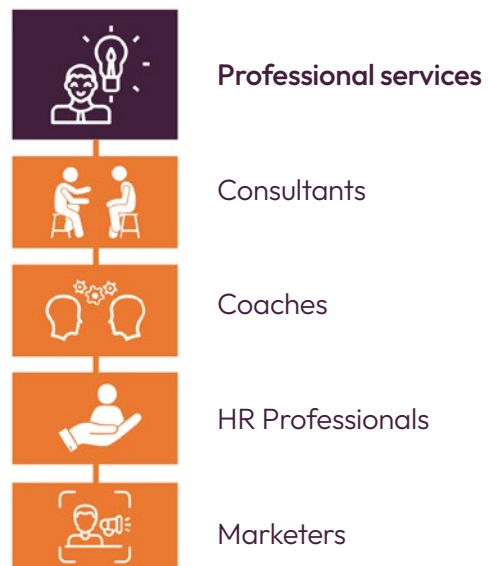 Professional services
Consultants
Coaches
HR Professionals
Marketers